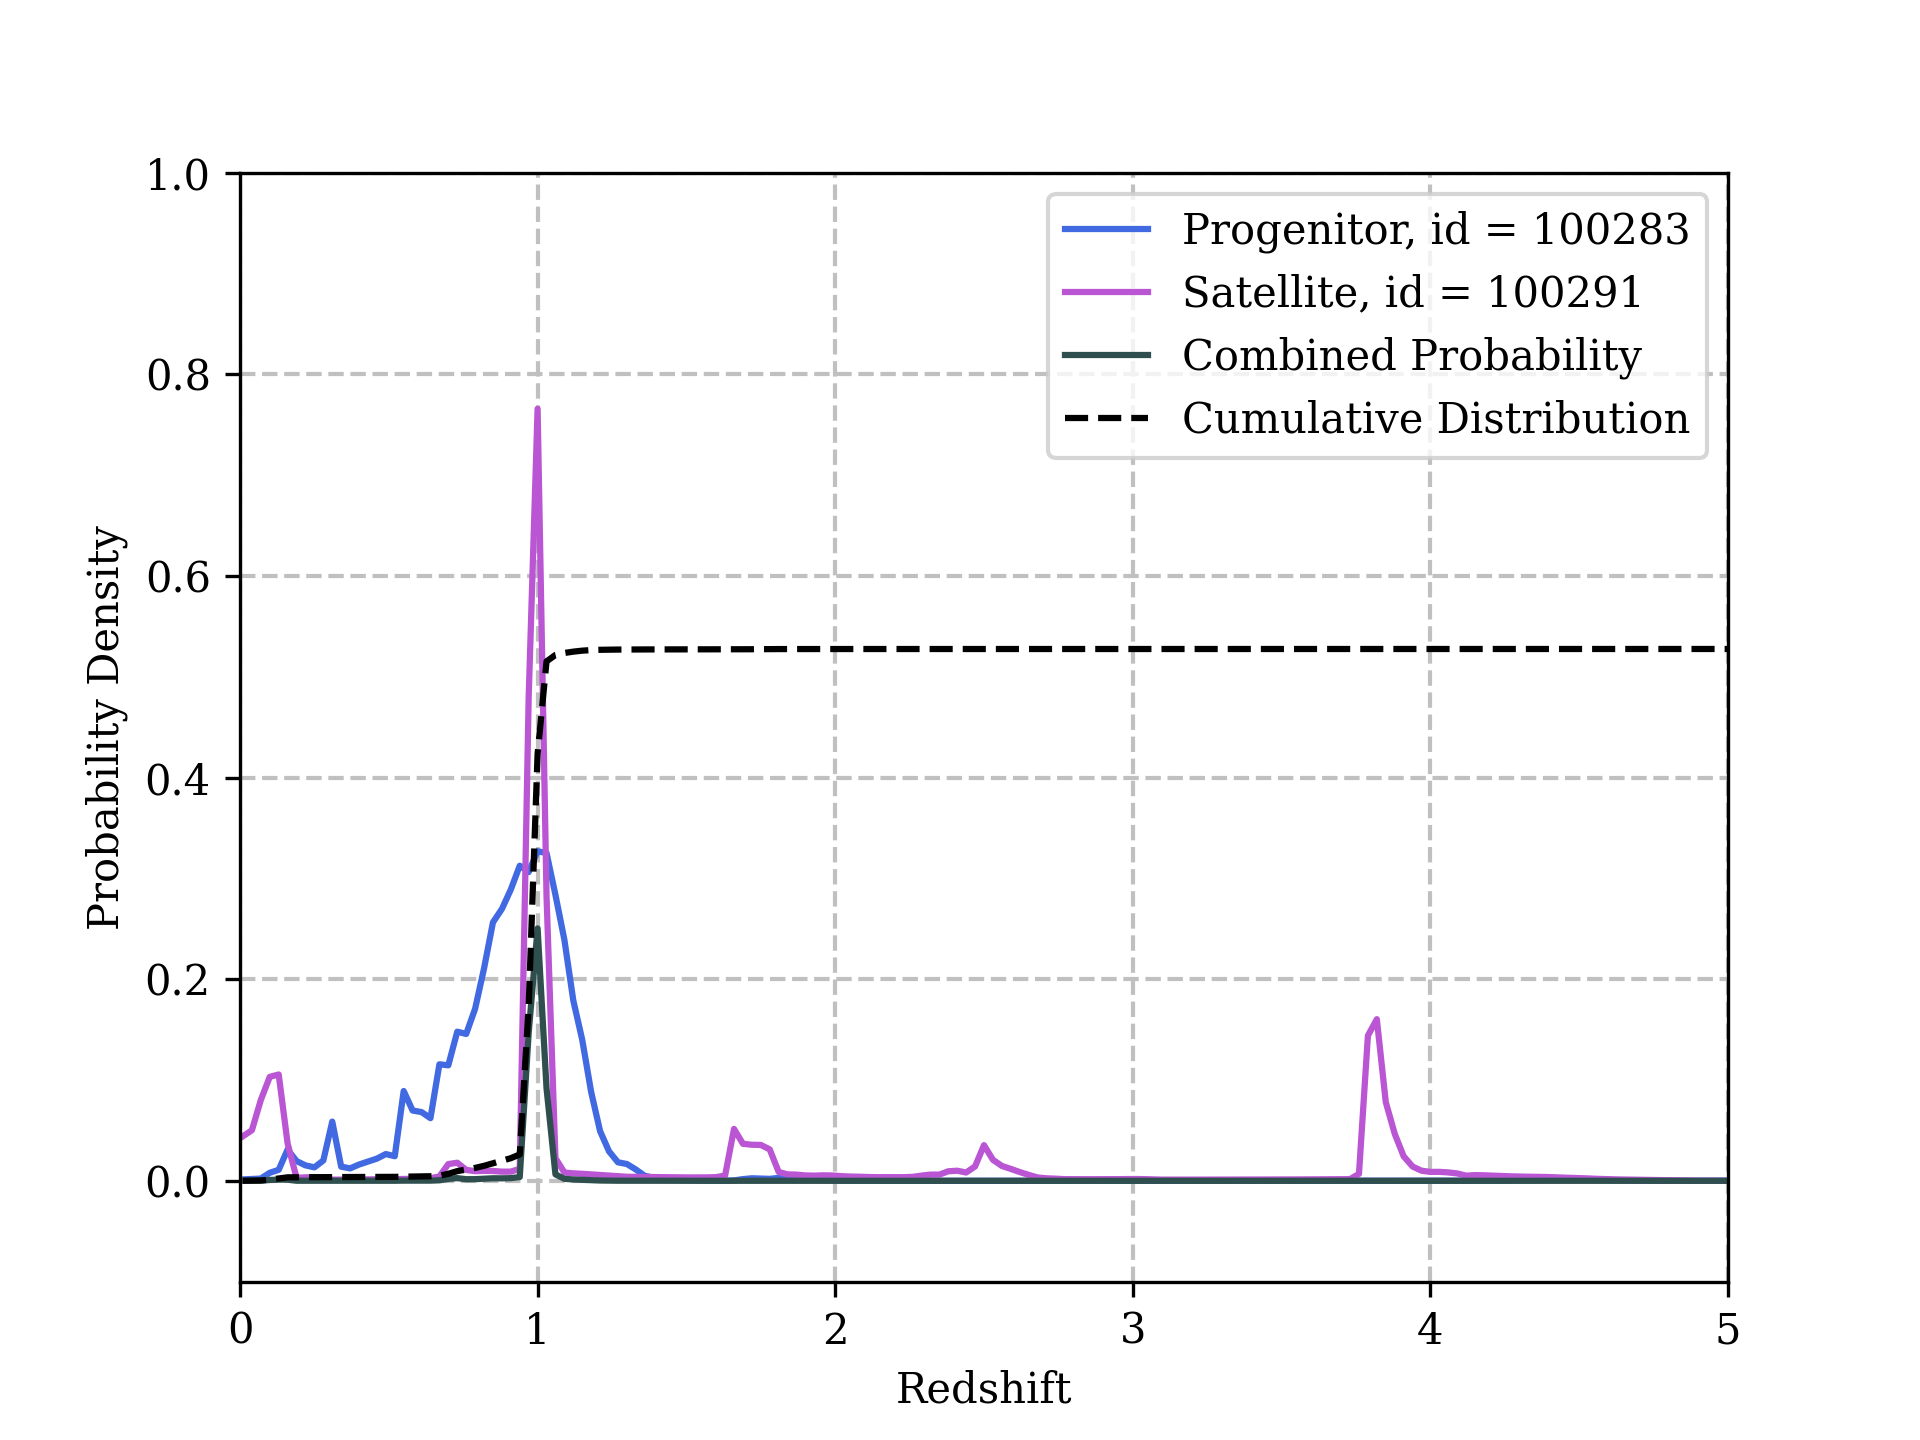 1.0
0.8
0.6
0.4
0.2
0.0
Probability Density
0
1
2
3
4
5
Redshift
Progenitor, id = 100283
Satellite, id = 100291
Combined Probability
Cumulative Distribution